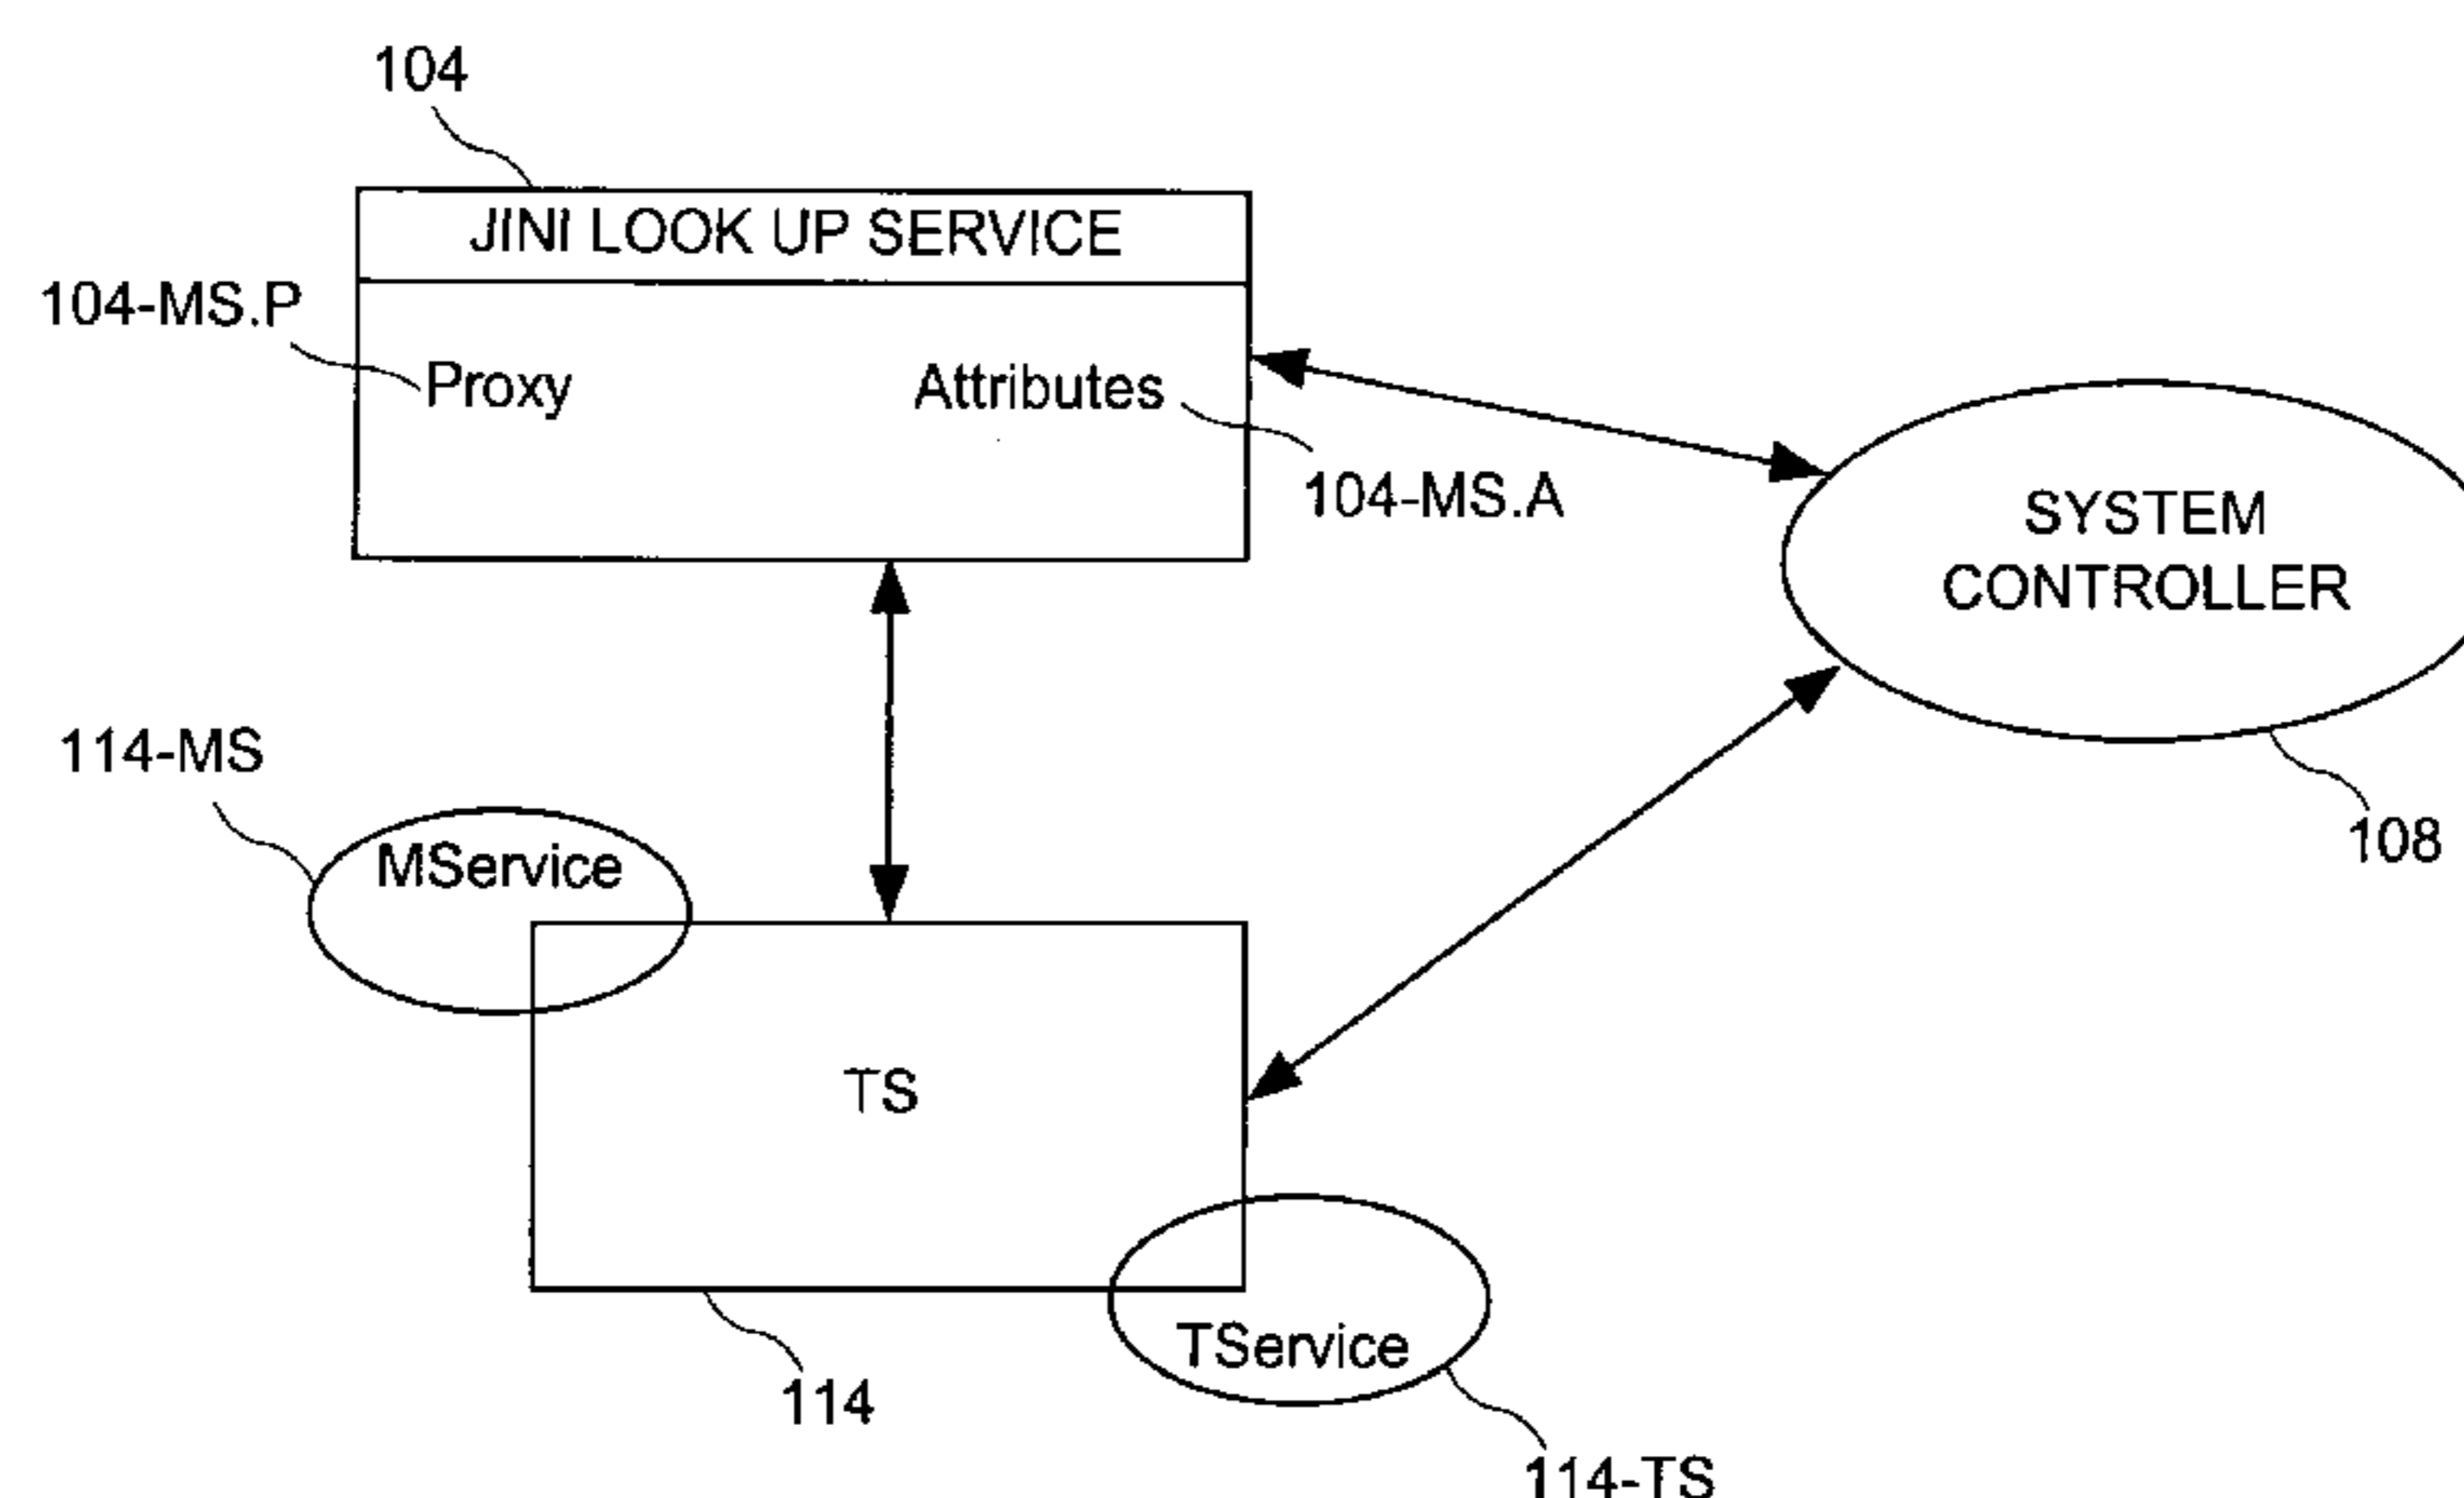 104
JINI LOOK UP SERVICE
104-MS.P
Proxy
Attributes
104-MS.A
SYSTEM
CONTROLLER
108
114-MS
MService
TS
TService
114
114-TS